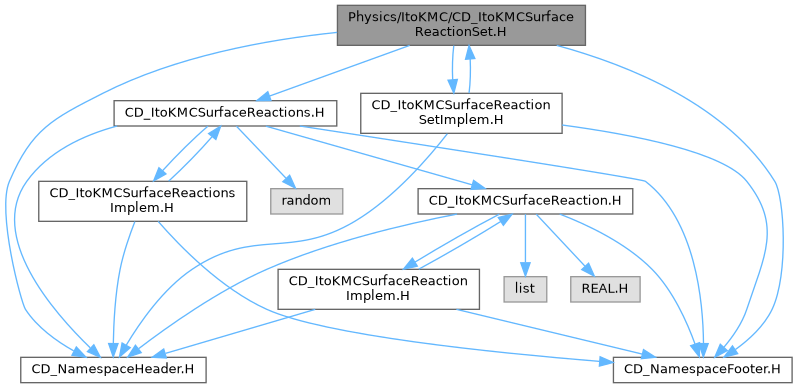 Physics/ItoKMC/CD_ItoKMCSurface
ReactionSet.H
CD_ItoKMCSurfaceReactions.H
CD_ItoKMCSurfaceReaction
SetImplem.H
CD_ItoKMCSurfaceReactions
Implem.H
random
CD_ItoKMCSurfaceReaction.H
CD_ItoKMCSurfaceReaction
Implem.H
list
REAL.H
CD_NamespaceHeader.H
CD_NamespaceFooter.H